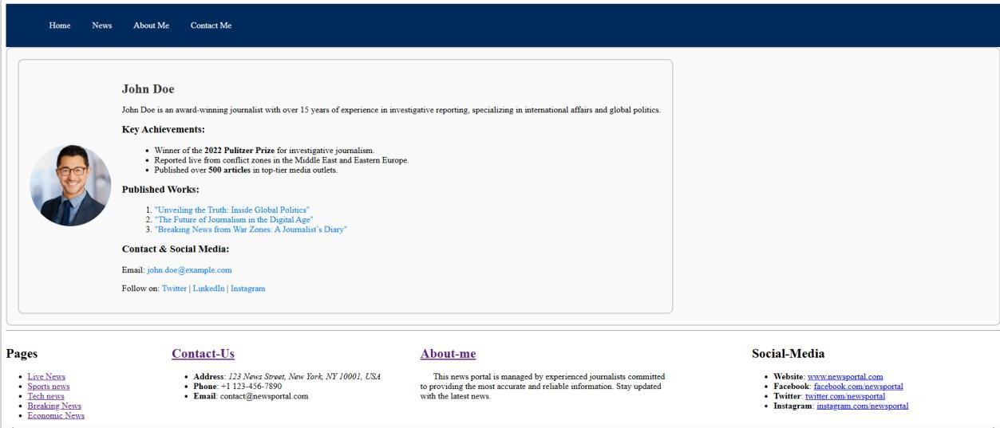 Home News About Me Contact Me
John Doe
John Doe is an award-winning journalist with over 15 years of experience in investigative reporting, specializing in international affairs and global politics.
Key Achievements:
• Winner of the 2022 Pulitzer Prize for investigative journalism.
• Reported live from conflict zones in the Middle East and Eastern Europe.
• Published over 500 articles in top-tier media outlets.
Published Works:
1. "Unveiling the Truth: Inside Global Politics"
2. "The Future of Journalism in the Digital Age"
3. "Breaking News from War Zones: A Journalist's Diary"
Contact & Social Media:
Email: john.doe@example.com
Follow on: Twitter | LinkedIn | Instagram
Pages
• Live News
• Sports news
• Tech news
• Breaking News
• Economic News
Contact-Us
• Address: 123 News Street, New York, NY 10001, USA
• Phone: +1 123-456-7890
• Email: contact@newsportal.com
About-me
This news portal is managed by experienced journalists committed
to providing the most accurate and reliable information. Stay updated
with the latest news.
Social-Media
• Website: www.newsportal.com
• Facebook: facebook.com/newsportal
• Twitter: twitter.com/newsportal
• Instagram: instagram.com/newsportal